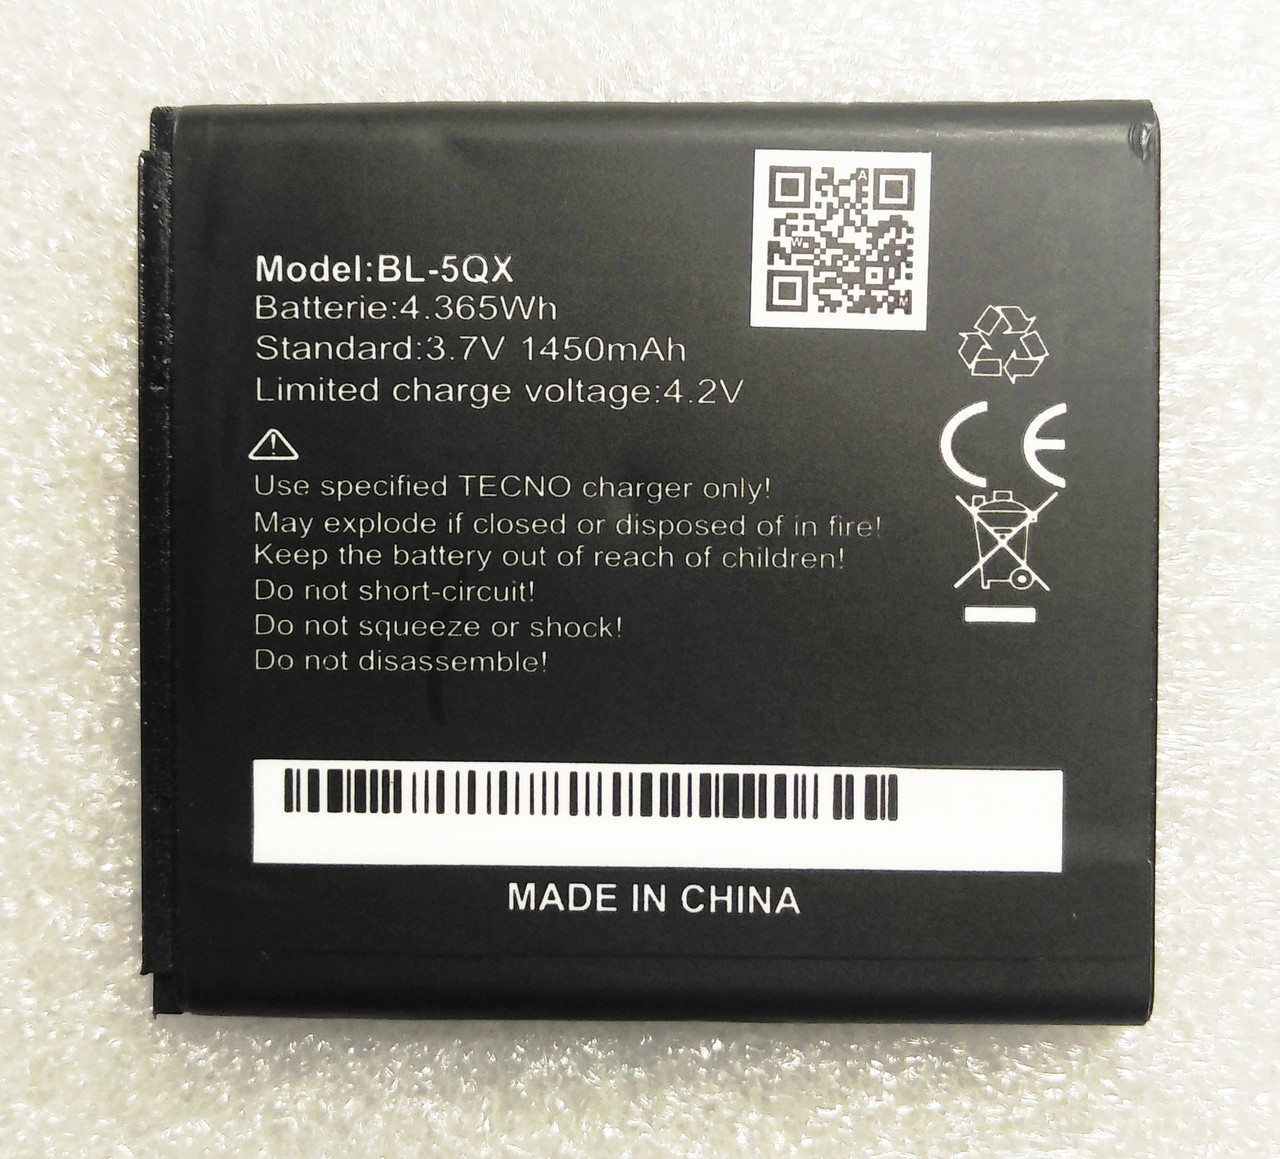 Model:BL-5QX
Batterie:4.365Wh
Standard:3.7V 1450mAh
Limited charge voltage:4.2V
Use specified TECNO charger only!
May explode if closed or disposed of in fire!
Keep the battery out of reach of children!
Do not short-circuit!
Do not squeeze or shock!
Do not disassemble!
CE
MADE IN CHINA